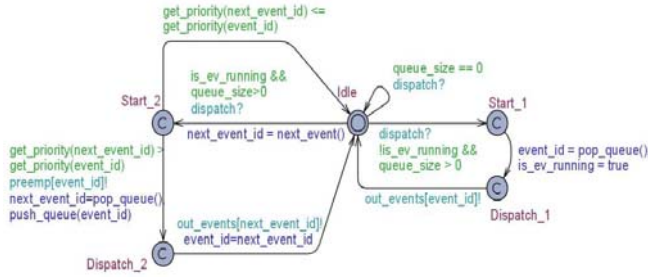 get_priority(next_event_id) <=
get_priority(event_id)
is_ev_running &&
queue_size>0
dispatch?
Idle
queue_size == 0
dispatch?
Start_2
Start_1
C
C
next_event_id = next_event()
dispatch?
!is_ev_running &&
queue_size > 0
event_id = pop_queue()
is_ev_running = true
get_priority(next_event_id) >
get_priority(event_id)
preemp[event_id]!
next_event_id=pop_queue()
push_queue(event_id)
out_events[event_id]!
C
Dispatch_1
out_events[next_event_id]!
event_id=next_event_id
C
Dispatch_2